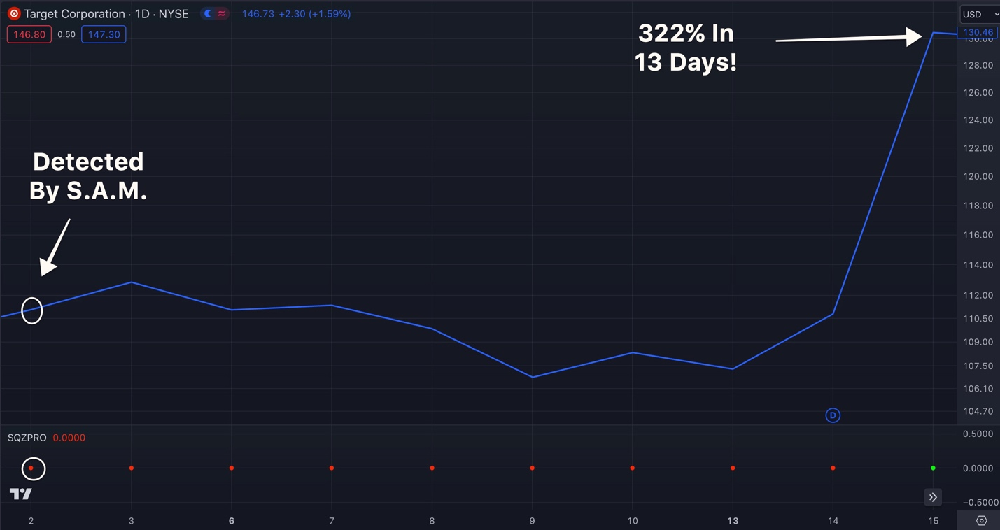 Target Corporation · 1D · NYSE
146.73 +2.30 (+1.59%)
USD
146.80
0.50
147.30
322% In
13 Days!
Detected
By S.A.M.
130.46
130.00
128.00
126.00
124.00
122.00
120.00
118.00
116.00
114.00
112.00
110.50
109.00
107.50
106.10
104.70
D
SQZPRO 0.0000
0.5000
0.0000
−0.5000
2 3 6 7 8 9 10 13 14 15